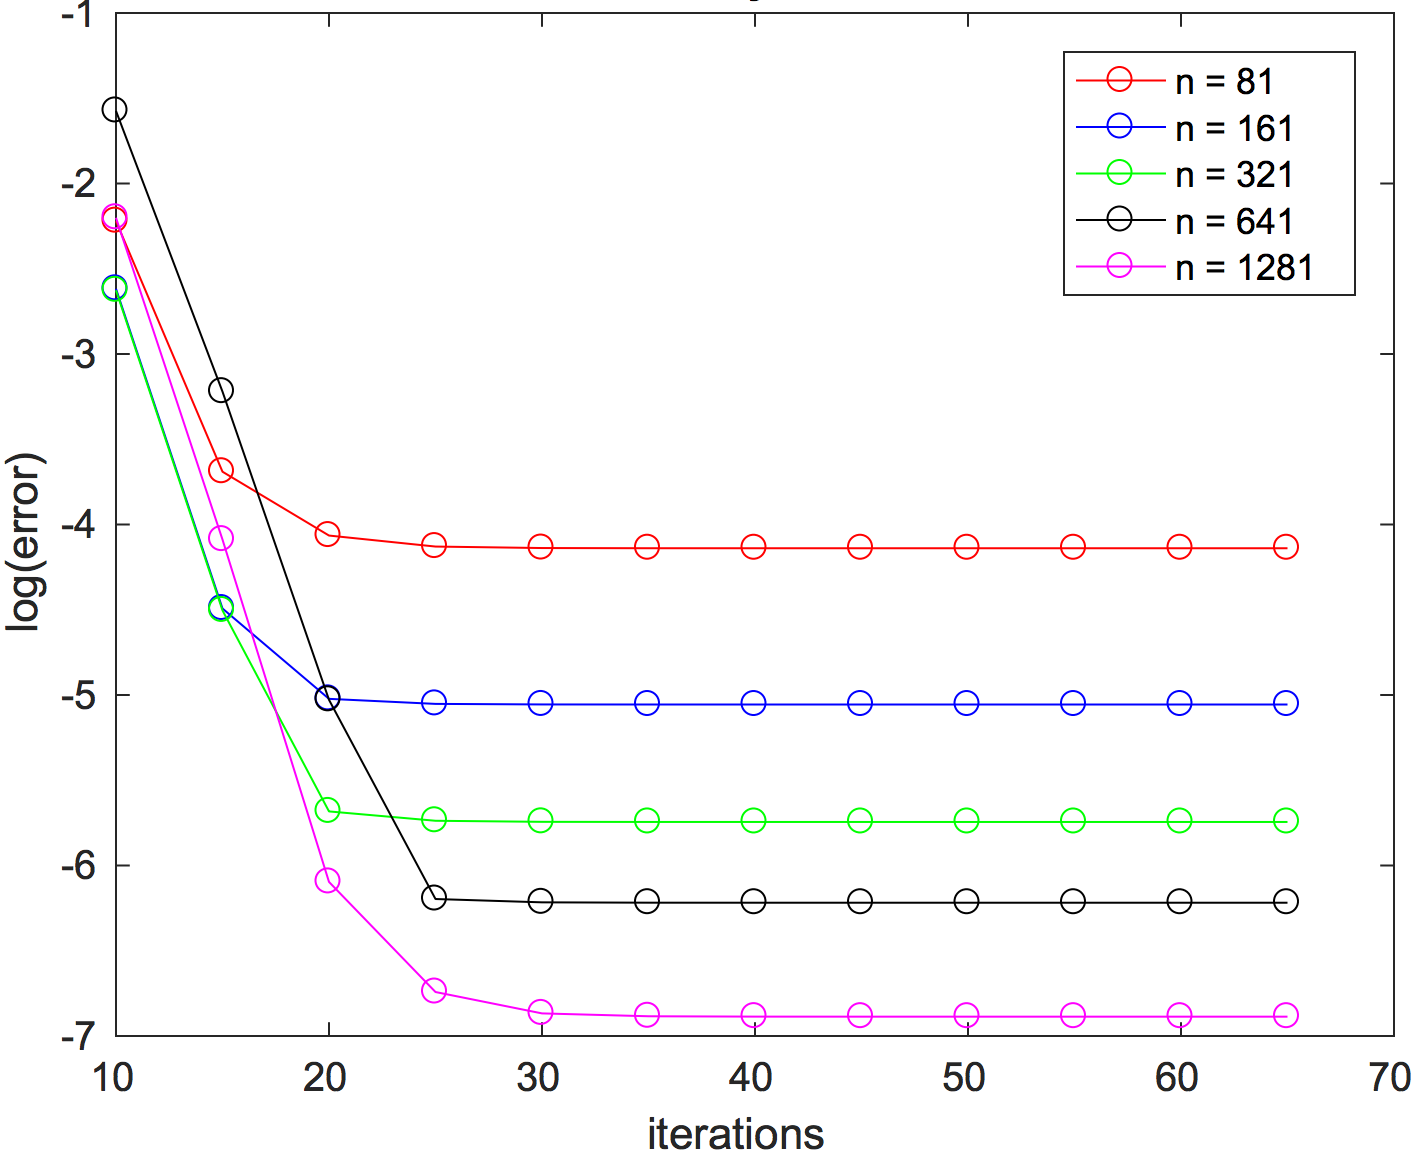 -1
-2
-3
-4
-5
-6
-7
log(error)
n = 81
n = 161
n = 321
n = 641
n = 1281
10 20 30 40 50 60 70
iterations